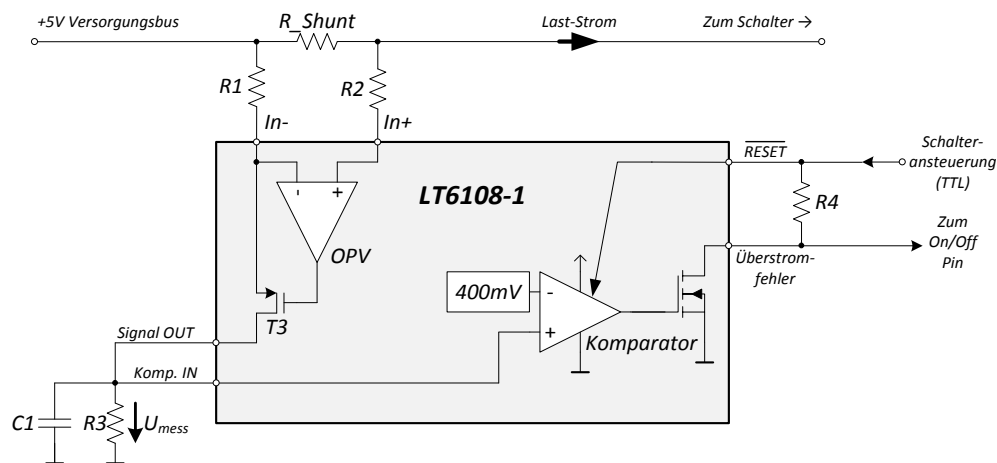 +5V Versorgungsbus
R_Shunt
Last-Strom
Zum Schalter →
R1
R2
In-
In+
LT6108-1
RESET
Schalter-
ansteuerung
(TTL)
R4
Zum
On/Off
Pin
Überstrom-
fehler
-
+
OPV
400mV
-
+
Komparator
T3
Signal OUT
Komp. IN
C1
R3
Umess